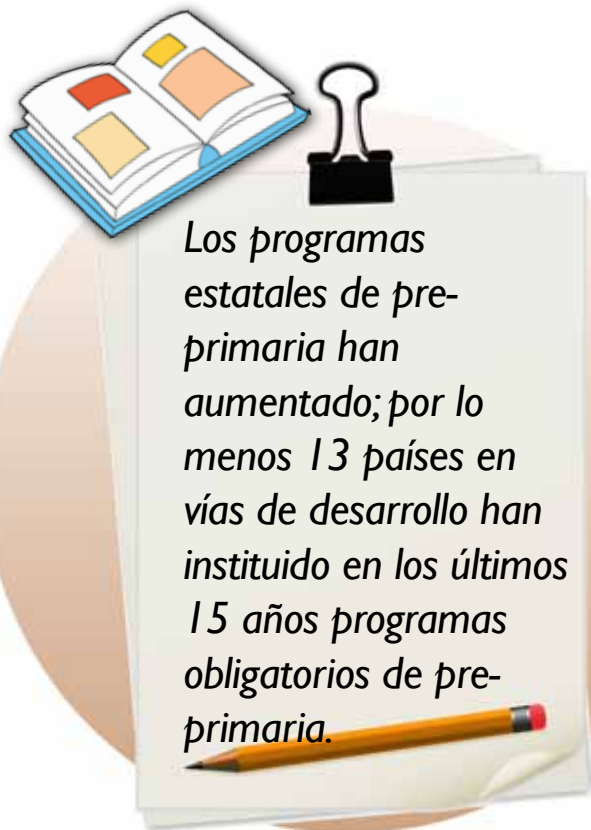 Los programas
estatales de pre-
primaria han
aumentado; por lo
menos 13 países en
vías de desarrollo han
instituido en los últimos
15 años programas
obligatorios de pre-
primaria.